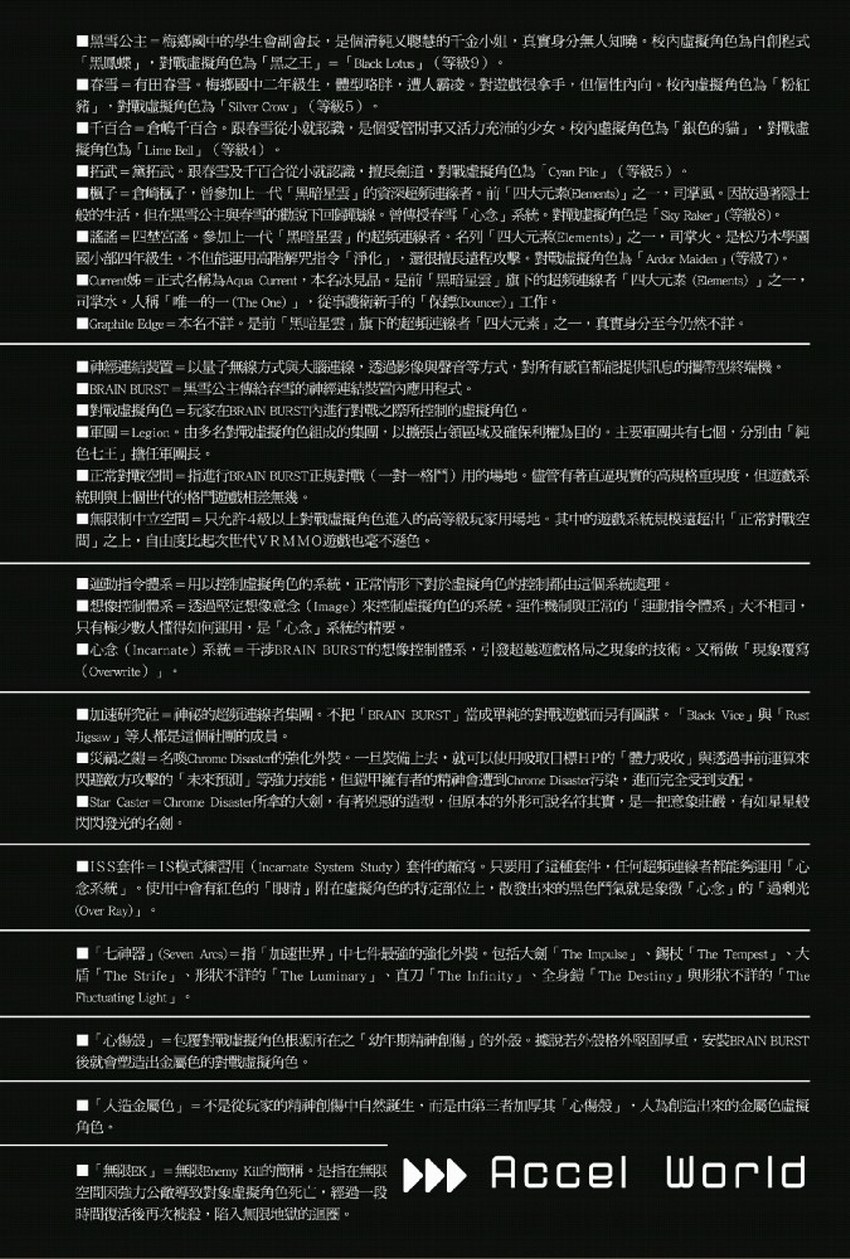 ■黑雪公主＝梅鄉國中的學生會副會長，是個清純又聰慧的千金小姐，真實身分無人知曉。校內虛擬角色為自創程式
「黑鳳蝶」，對戰虛擬角色為「黑之王」＝「Black Lotus」（等級9）。
■春雪＝有田春雪。梅鄉國中二年級生，體型略胖，遭人霸凌。對遊戲很拿手，但個性內向。校內虛擬角色為「粉紅
豬」，對戰虛擬角色為「Silver Crow」（等級5）。
■千百合＝倉嶋千百合。跟春雪從小就認識，是個愛管閒事又活力充沛的少女。校內虛擬角色為「銀色的貓」，對戰虛
擬角色為「Lime Bell」（等級4）。
■拓武＝黛拓武。跟春雪及千百合從小就認識，擅長劍道，對戰虛擬角色為「Cyan Pile」（等級5）。
■楓子＝倉崎楓子，曾參加上一代「黑暗星雲」的資深超頻連線者。前「四大元素(Elements)」之一，司掌風。因故過著隱士
般的生活，但在黑雪公主與春雪的勸說下回歸戰線。曾傳授春雪「心念」系統。對戰虛擬角色是「Sky Raker」(等級8)。
■謠謠＝四埜宮謠。參加上一代「黑暗星雲」的超頻連線者。名列「四大元素(Elements)」之一，司掌火。是松乃木學園
國小部四年級生。不但能運用高階解咒指令「淨化」，還很擅長遠程攻擊。對戰虛擬角色為「Ardor Maiden」(等級7)。
■Current姊＝正式名稱為Aqua Current，本名冰見晶。是前「黑暗星雲」旗下的超頻連線者「四大元素 (Elements) 」之一，
司掌水。人稱「唯一的一 (The One) 」，從事護衛新手的「保鏢(Bouncer)」工作。
■Graphite Edge＝本名不詳。是前「黑暗星雲」旗下的超頻連線者「四大元素」之一，真實身分至今仍然不詳。
■神經連結裝置＝以量子無線方式與大腦連線，透過影像與聲音等方式，對所有感官都能提供訊息的攜帶型終端機。
■BRAIN BURST＝黑雪公主傳給春雪的神經連結裝置內應用程式。
■對戰虛擬角色＝玩家在BRAIN BURST內進行對戰之際所控制的虛擬角色。
■軍團＝Legion。由多名對戰虛擬角色組成的集團，以擴張占領區域及確保利權為目的。主要軍團共有七個，分別由「純
色七王」擔任軍團長。
■正常對戰空間＝指進行BRAIN BURST正規對戰（一對一格鬥）用的場地。儘管有著直逼現實的高規格重現度，但遊戲系
統則與上個世代的格鬥遊戲相差無幾。
■無限制中立空間＝只允許4級以上對戰虛擬角色進入的高等級玩家用場地。其中的遊戲系統規模遠超出「正常對戰空
間」之上，自由度比起次世代VRMMO遊戲也毫不遜色。
■運動指令體系＝用以控制虛擬角色的系統，正常情形下對於虛擬角色的控制都由這個系統處理。
■想像控制體系＝透過堅定想像意念（Image）來控制虛擬角色的系統。運作機制與正常的「運動指令體系」大不相同，
只有極少數人懂得如何運用，是「心念」系統的精要。
■心念（Incarnate）系統＝干涉BRAIN BURST的想像控制體系，引發超越遊戲格局之現象的技術。又稱做「現象覆寫
（Overwrite）」。
■加速研究社＝神祕的超頻連線者集團。不把「BRAIN BURST」當成單純的對戰遊戲而另有圖謀。「Black Vice」與「Rust
Jigsaw」等人都是這個社團的成員。
■災禍之鎧＝名喚Chrome Disaster的強化外裝。一旦裝備上去，就可以使用吸取目標HP的「體力吸收」與透過事前運算來
閃避敵方攻擊的「未來預測」等強力技能，但鎧甲擁有者的精神會遭到Chrome Disaster污染，進而完全受到支配。
■Star Caster＝Chrome Disaster所拿的大劍，有著兇惡的造型，但原本的外形可說名符其實，是一把意象莊嚴，有如星星般
閃閃發光的名劍。
■ISS套件＝IS模式練習用（Incarnate System Study）套件的縮寫。只要用了這種套件，任何超頻連線者都能夠運用「心
念系統」。使用中會有紅色的「眼睛」附在虛擬角色的特定部位上，散發出來的黑色鬥氣就是象徵「心念」的「過剩光
(Over Ray)」。
■「七神器」(Seven Arcs)＝指「加速世界」中七件最強的強化外裝。包括大劍「The Impulse」、錫杖「The Tempest」、大
盾「The Strife」、形狀不詳的「The Luminary」、直刀「The Infinity」、全身鎧「The Destiny」與形狀不詳的「The
Fluctuating Light」。
■「心傷殼」＝包覆對戰虛擬角色根源所在之「幼年期精神創傷」的外殼。據說若外殼格外堅固厚重，安裝BRAIN BURST
後就會塑造出金屬色的對戰虛擬角色。
■「人造金屬色」＝不是從玩家的精神創傷中自然誕生，而是由第三者加厚其「心傷殼」，人為創造出來的金屬色虛擬
角色。
■「無限EK」＝無限Enemy Kill的簡稱。是指在無限
空間因強力公敵導致對象虛擬角色死亡，經過一段
時間復活後再次被殺，陷入無限地獄的迴圈。
Accel World